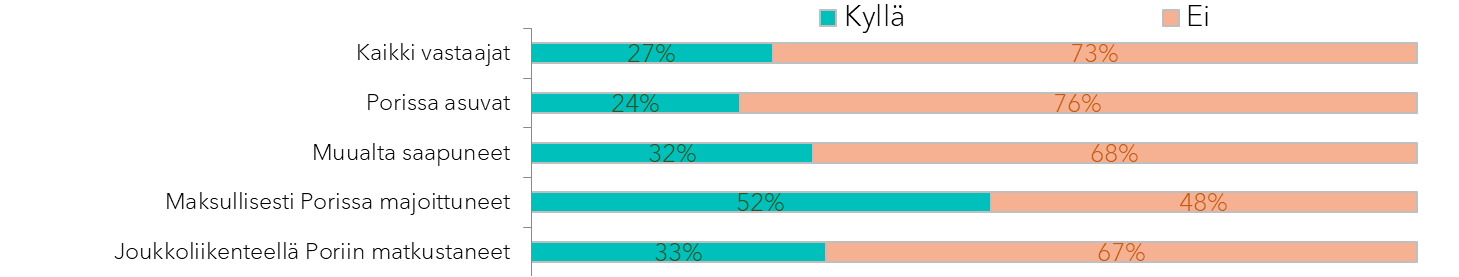 Kyllä Ei
Kaikki vastaajat 27% 73%
Porissa asuvat 24% 76%
Muualta saapuneet 32% 68%
Maksullisesti Porissa majoittuneet 52% 48%
Joukkoliikenteellä Poriin matkustaneet 33% 67%